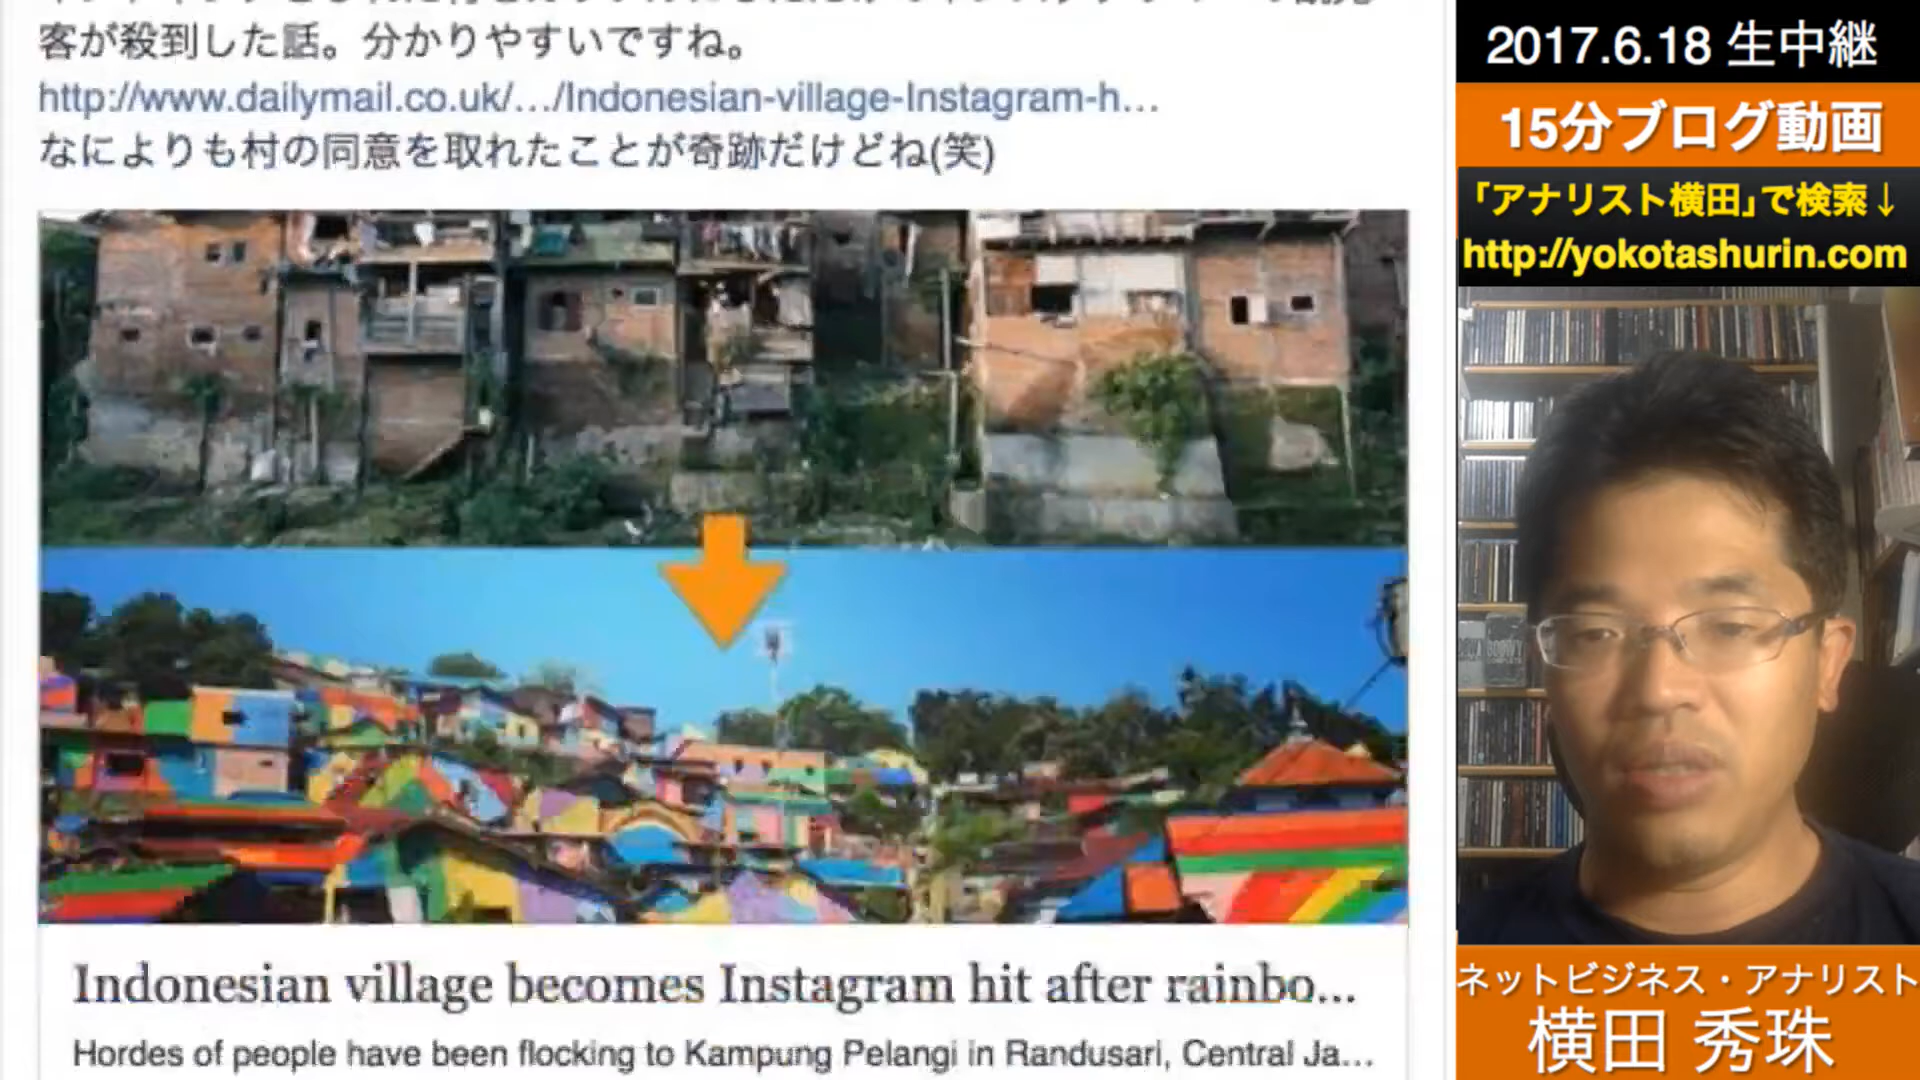 客が殺到した話。分かりやすいですね。
http://www.dailymail.co.uk/…/Indonesian-village-Instagram-h…
なによりも村の同意を取れたことが奇跡だけどね(笑)
Indonesian village becomes Instagram hit after rainbo...
Hordes of people have been flocking to Kampung Pelangi in Randusari, Central Ja...
2017.6.18 生中継
15分ブログ動画
「アナリスト横田」で検索↓
http://yokotashurin.com
ネットビジネス・アナリスト
横田 秀珠